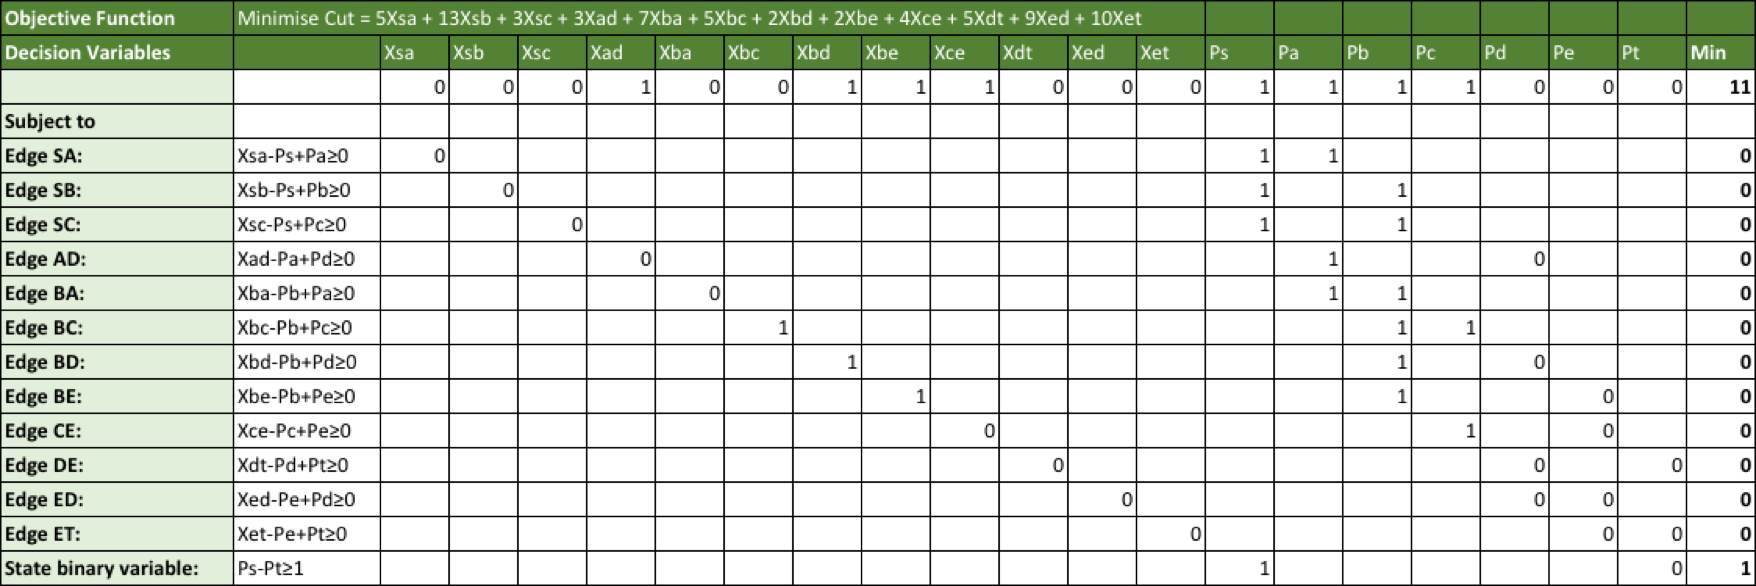 Objective Function Minimise Cut = 5Xsa + 13Xsb + 3Xsc + 3Xad + 7Xba + 5Xbc + 2Xbd + 2Xbe + 4Xce + 5Xdt + 9Xed + 10Xet
Decision Variables Xsa Xsb Xsc Xad Xba Xbc Xbd Xbe Xce Xdt Xed Xet Ps Pa Pb Pc Pd Pe Pt Min
0 0 0 1 0 0 1 1 1 0 0 0 1 1 1 1 0 0 0 11
Subject to
Edge SA: Xsa-Ps+Pa≥0 0 1 1 0
Edge SB: Xsb-Ps+Pb≥0 0 1 1 0
Edge SC: Xsc-Ps+Pc≥0 0 1 1 0
Edge AD: Xad-Pa+Pd≥0 0 1 0 0
Edge BA: Xba-Pb+Pa≥0 0 1 1 0
Edge BC: Xbc-Pb+Pc≥0 1 1 1 0
Edge BD: Xbd-Pb+Pd≥0 1 1 0 0
Edge BE: Xbe-Pb+Pe≥0 1 1 0 0
Edge CE: Xce-Pc+Pe≥0 0 1 0 0
Edge DE: Xdt-Pd+Pt≥0 0 0 0 0
Edge ED: Xed-Pe+Pd≥0 0 0 0 0
Edge ET: Xet-Pe+Pt≥0 0 0 0 0
State binary variable: Ps-Pt≥1 1 0 1